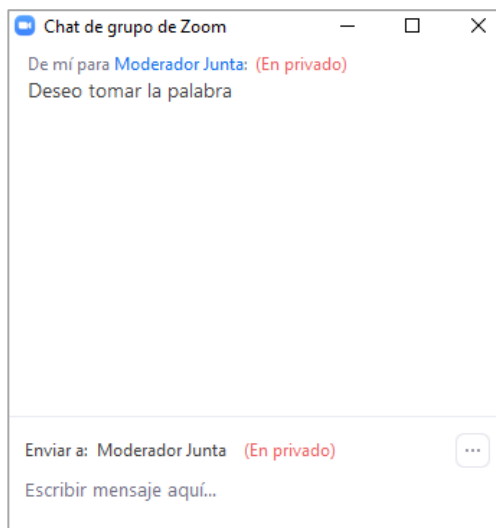 Chat de grupo de Zoom
De mí para Moderador Junta: (En privado)
Deseo tomar la palabra
Enviar a: Moderador Junta (En privado)
Escribir mensaje aquí...